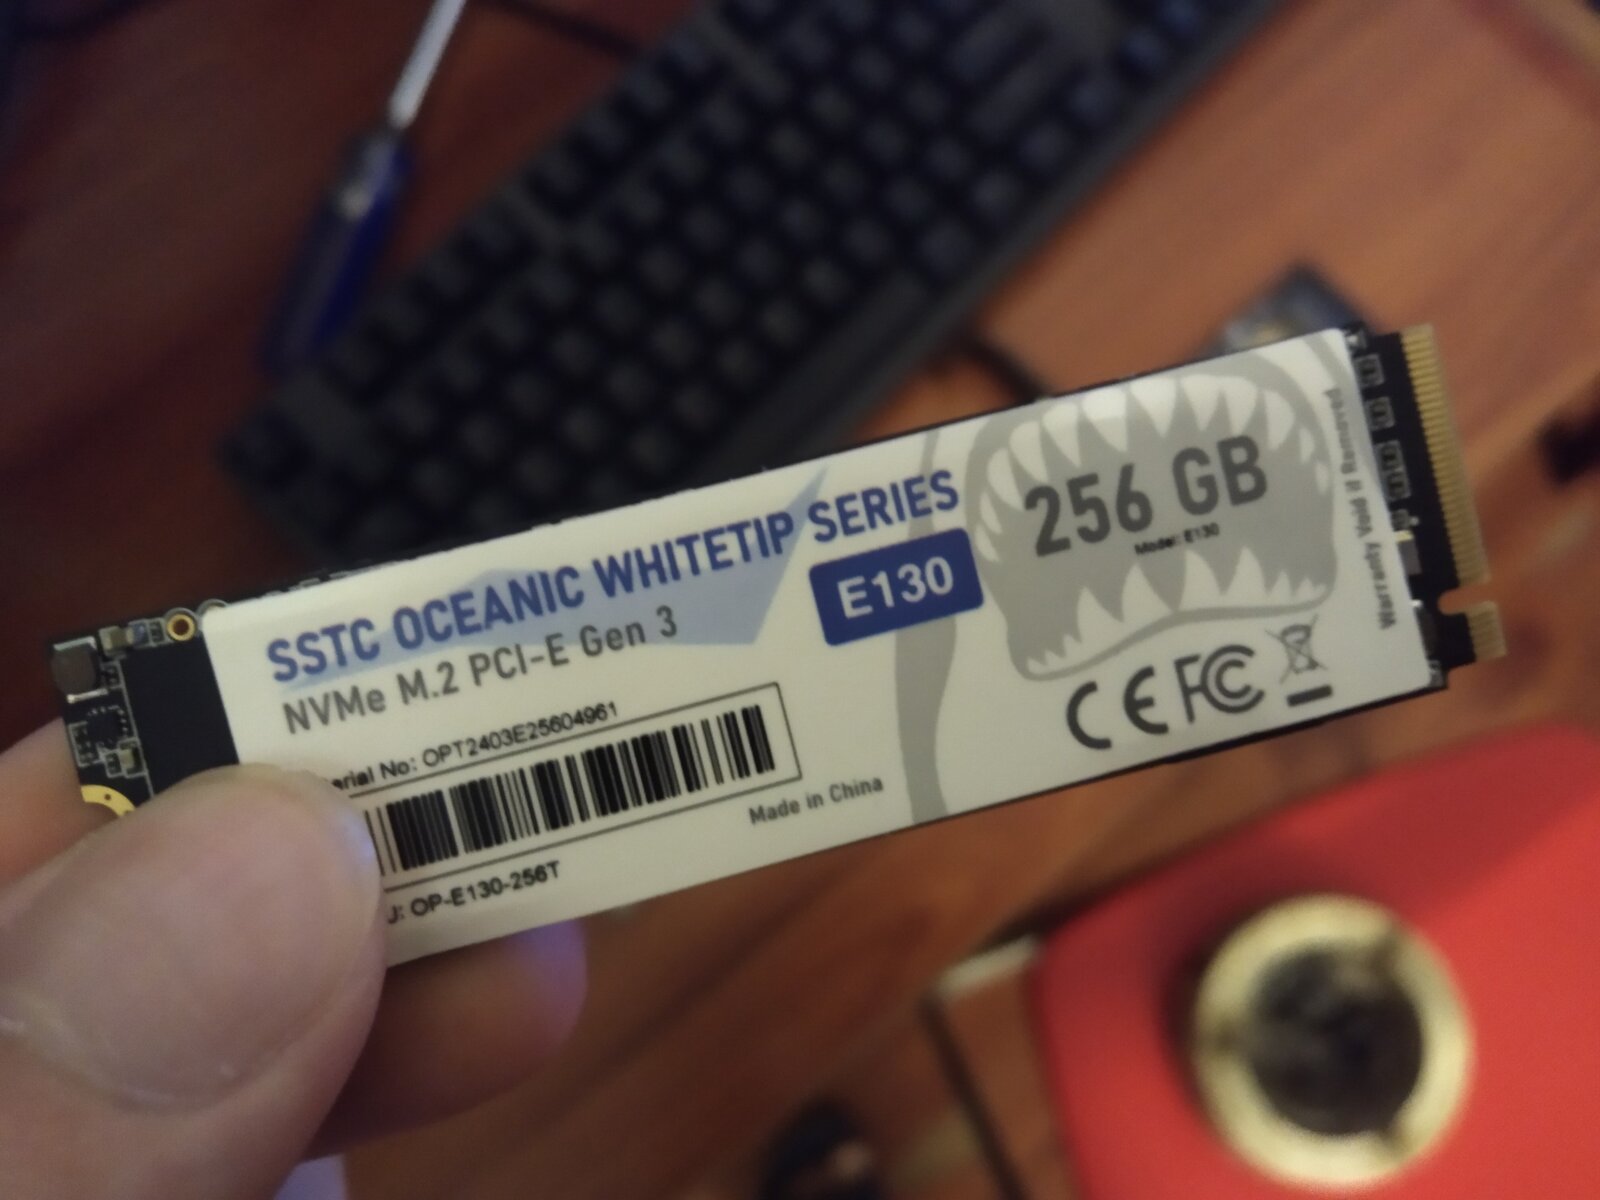 SSTC OCEANIC WHITETIP SERIES
NVMe M.2 PCI-E Gen 3
E130
256 GB
Model: E130
Warranty Void if Removed
erial No: OPT2403E25604961
Made in China
J: OP-E130-256T
CE FC